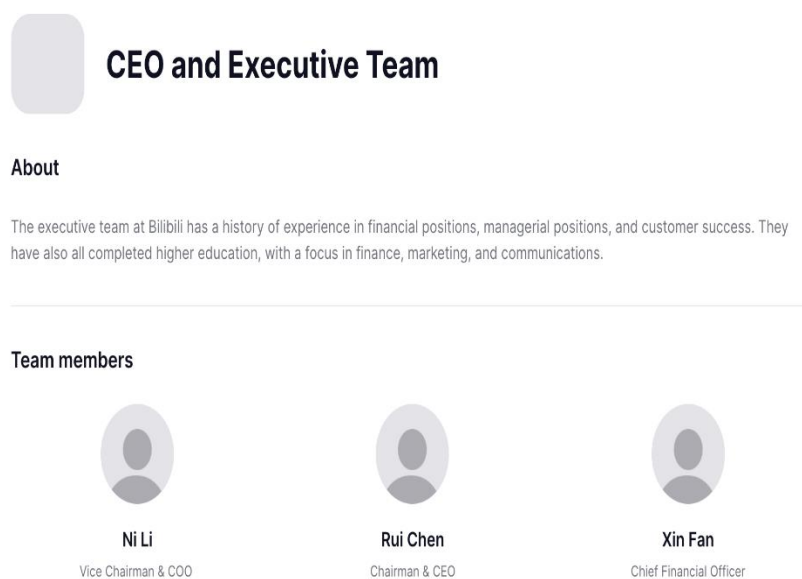 CEO and Executive Team
About
The executive team at Bilibili has a history of experience in financial positions, managerial positions, and customer success. They
have also all completed higher education, with a focus in finance, marketing, and communications.
Team members
Ni Li
Rui Chen
Xin Fan
Vice Chairman & COO
Chairman & CEO
Chief Financial Officer